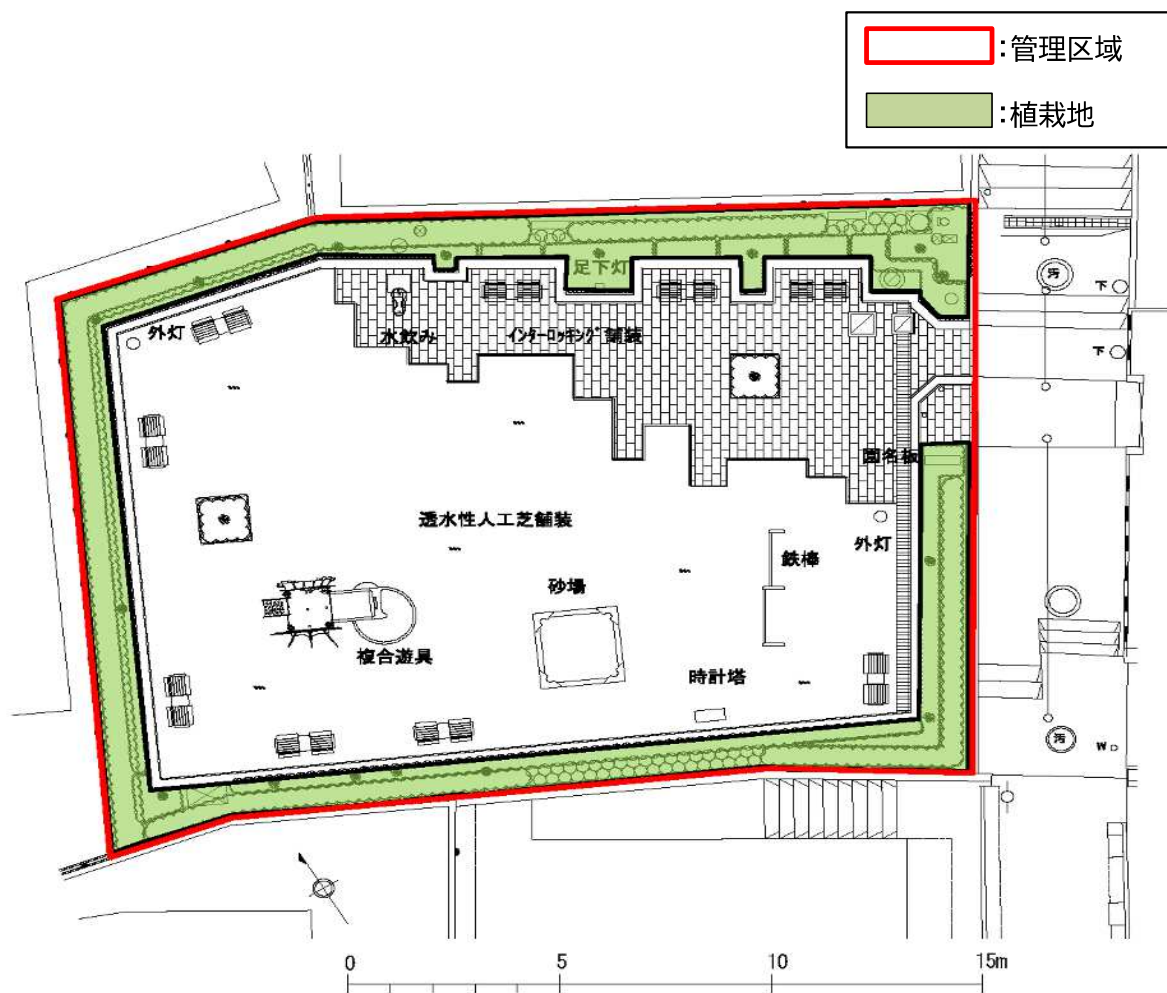 :管理区域
:植栽地
汚
下
足下灯
外灯
水飲み
インターロッキング舗装
下
園名板
透水性人工芝舗装
外灯
鉄棒
砂場
複合遊具
時計塔
汚
W
0 5 10 15m